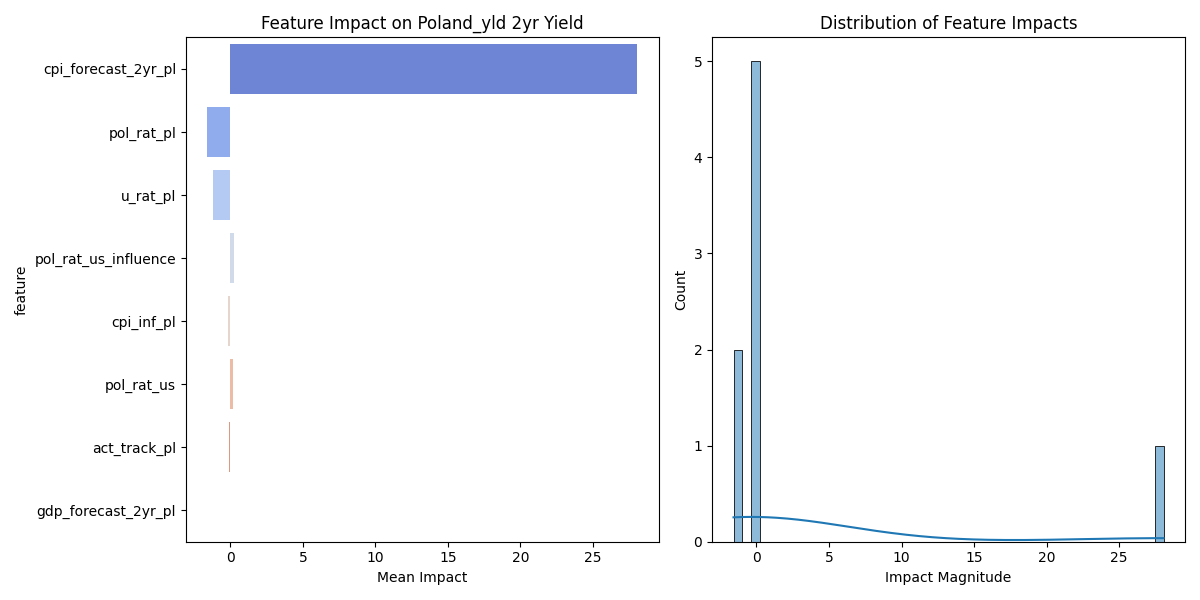 Feature Impact on Poland_yld 2yr Yield
cpi_forecast_2yr_pl
pol_rat_pl
u_rat_pl
pol_rat_us_influence
cpi_inf_pl
pol_rat_us
act_track_pl
gdp_forecast_2yr_pl
feature
0 5 10 15 20 25
Mean Impact
Distribution of Feature Impacts
5
4
3
2
1
0
Count
0 5 10 15 20 25
Impact Magnitude